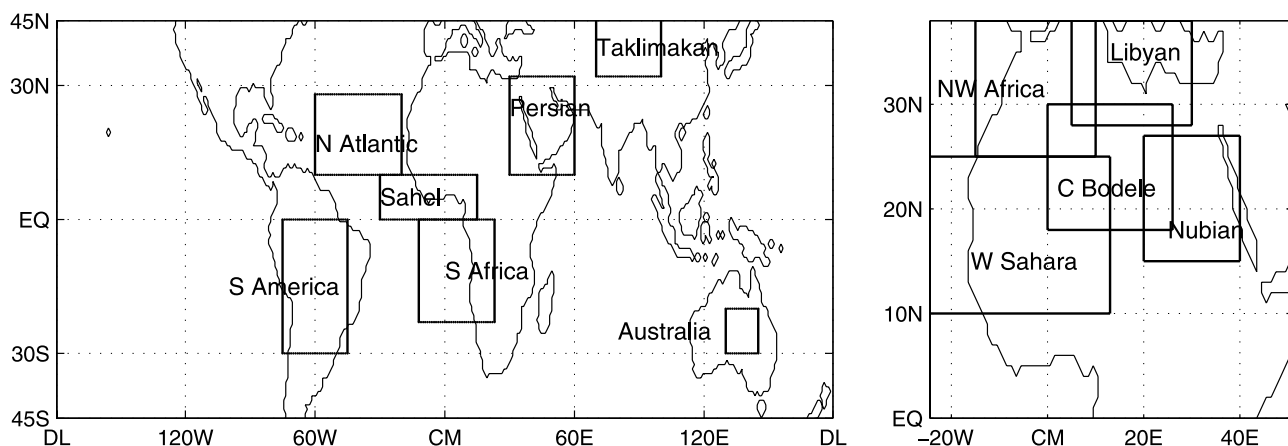 45N
Taklimakan
30N
Persian
N Atlantic
Sahel
EQ
S Africa
S America
Australia
30S
45S
DL 120W 60W CM 60E 120E DL
Libyan
NW Africa
30N
C Bodele
20N
Nubian
W Sahara
10N
EQ
−20W CM 20E 40E